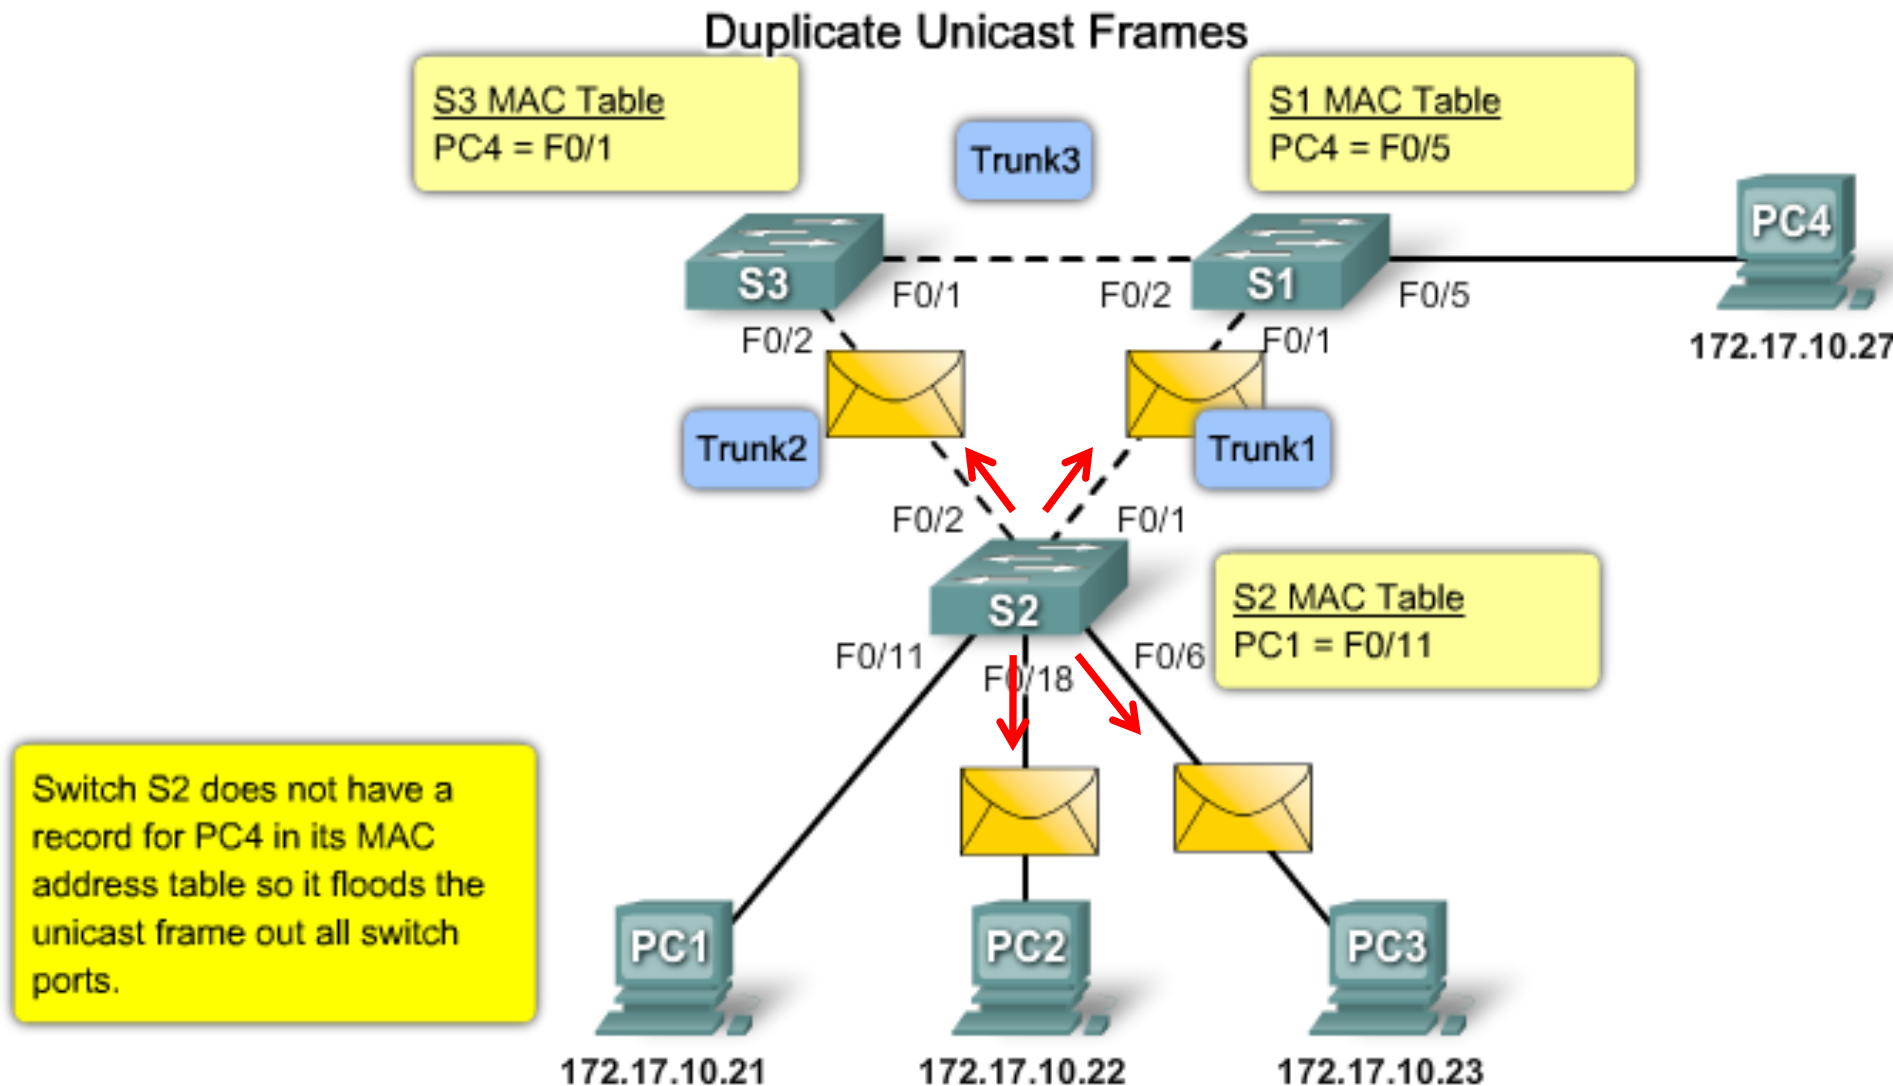 Duplicate Unicast Frames
S3 MAC Table
PC4 = F0/1
Trunk3
S1 MAC Table
PC4 = F0/5
PC4
S3
F0/1
F0/2
S1
F0/5
F0/2
F0/1
172.17.10.27
Trunk2
Trunk1
F0/2
F0/1
S2
S2 MAC Table
PC1 = F0/11
F0/11
F0/18
F0/6
Switch S2 does not have a
record for PC4 in its MAC
address table so it floods the
unicast frame out all switch
ports.
PC1
PC2
PC3
172.17.10.21
172.17.10.22
172.17.10.23